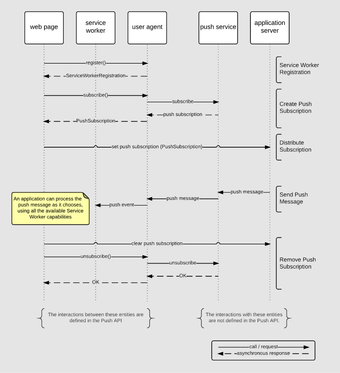 web page
service
worker
user agent
push service
application
server
register()
ServiceWorkerRegistration
Service Worker
Registration
subscribe()
subscribe
push subscription
PushSubscription
Create Push
Subscription
set push subscription (PushSubscription)
Distribute
Subscription
push message
push message
push event
Send Push
Message
An application can process the
push message as it chooses,
using all the available Service
Worker capabilities
clear push subscription
unsubscribe()
unsubscribe
OK
OK
Remove Push
Subscription
The interactions between these entities are
defined in the Push API
The interactions with these entities
are not defined in the Push API.
call / request
asynchronous response